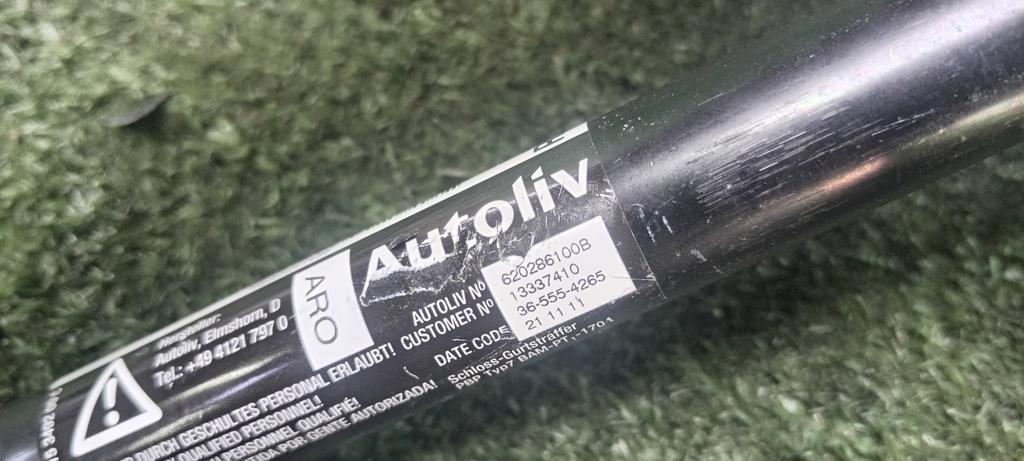 Hersteller:
Autoliv, Elmshorn, D
Tel.: +49 4121 797 0
ARO
Autoliv
AUTOLIV Nº 620286100B
CUSTOMER Nº 13337410
36-555-4265
DATE CODE 21 11 11
Schloss-Gurtstraffer
PBP Typ7 BAM-PT1-1701
DURCH GESCHULTES PERSONAL ERLAUBT!
QUALIFIED PERSONNEL!
PERSONNEL QUALIFIÉ!
POR GENTE AUTORIZADA!